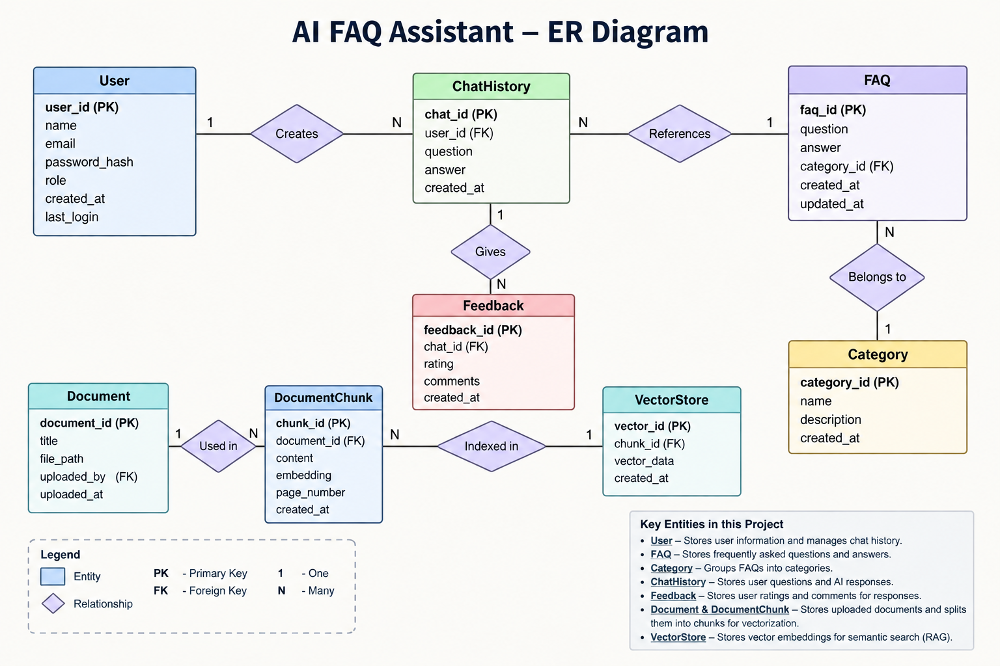 AI FAQ Assistant – ER Diagram
User
user_id (PK)
name
email
password_hash
role
created_at
last_login
1
Creates
N
ChatHistory
chat_id (PK)
user_id (FK)
question
answer
created_at
N
References
1
FAQ
faq_id (PK)
question
answer
category_id (FK)
created_at
updated_at
1
Gives
N
Feedback
feedback_id (PK)
chat_id (FK)
rating
comments
created_at
N
Belongs to
1
Category
category_id (PK)
name
description
created_at
Document
document_id (PK)
title
file_path
uploaded_by (FK)
uploaded_at
1
Used in
N
DocumentChunk
chunk_id (PK)
document_id (FK)
content
embedding
page_number
created_at
N
Indexed in
1
VectorStore
vector_id (PK)
chunk_id (FK)
vector_data
created_at
Legend
Entity
Relationship
PK - Primary Key
FK - Foreign Key
1 - One
N - Many
Key Entities in this Project
• User – Stores user information and manages chat history.
• FAQ – Stores frequently asked questions and answers.
• Category – Groups FAQs into categories.
• ChatHistory – Stores user questions and AI responses.
• Feedback – Stores user ratings and comments for responses.
• Document & DocumentChunk – Stores uploaded documents and splits
them into chunks for vectorization.
• VectorStore – Stores vector embeddings for semantic search (RAG).